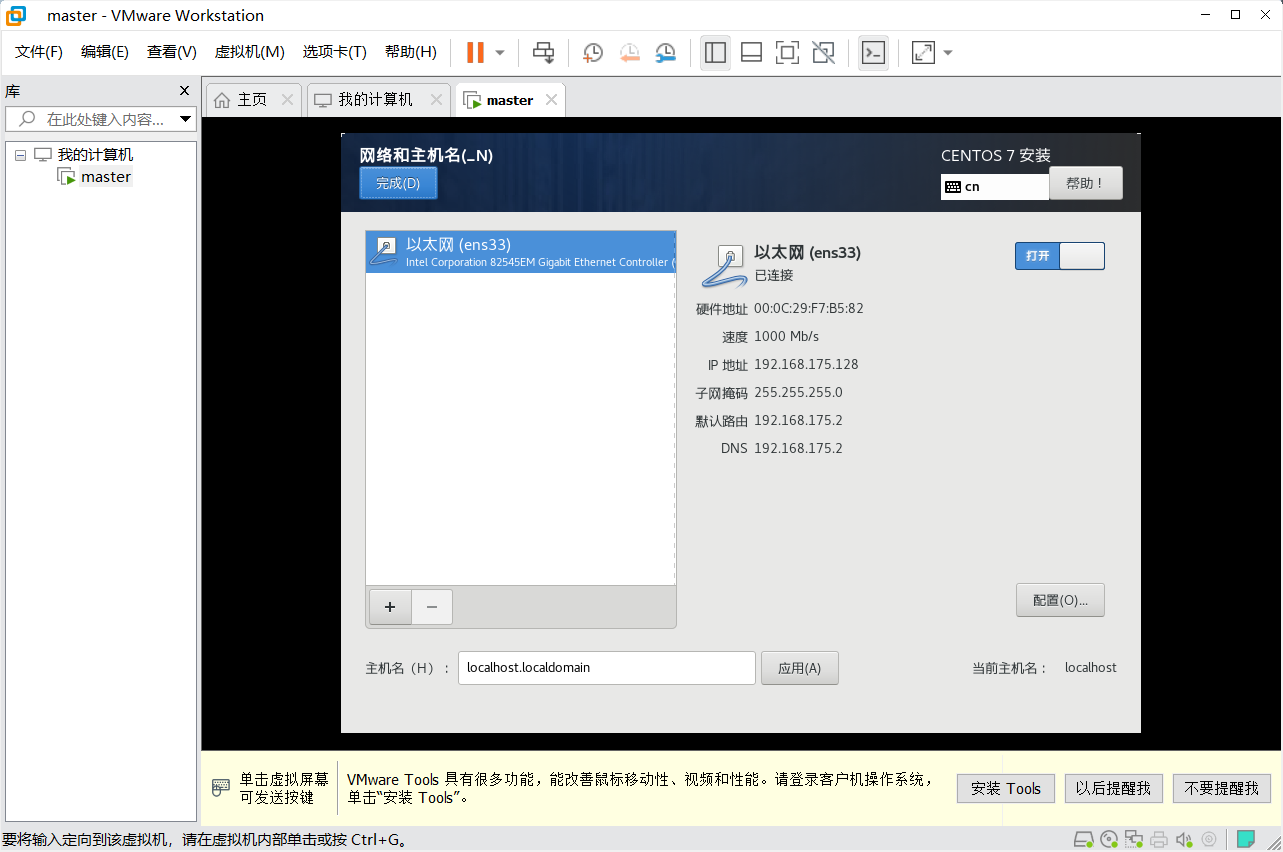 master - VMware Workstation
文件(F) 编辑(E) 查看(V) 虚拟机(M) 选项卡(T) 帮助(H)
库
在此处键入内容...
我的计算机
master
主页 我的计算机 master
网络和主机名(_N)
完成(D)
CENTOS 7 安装
cn
帮助！
以太网 (ens33)
Intel Corporation 82545EM Gigabit Ethernet Controller (
以太网 (ens33)
已连接
打开
硬件地址 00:0C:29:F7:B5:82
速度 1000 Mb/s
IP 地址 192.168.175.128
子网掩码 255.255.255.0
默认路由 192.168.175.2
DNS 192.168.175.2
+ −
配置(O)...
主机名（H）： localhost.localdomain 应用(A) 当前主机名： localhost
单击虚拟屏幕
可发送按键
VMware Tools 具有很多功能，能改善鼠标移动性、视频和性能。请登录客户机操作系统，
单击“安装 Tools”。
安装 Tools 以后提醒我 不要提醒我
要将输入定向到该虚拟机，请在虚拟机内部单击或按 Ctrl+G。